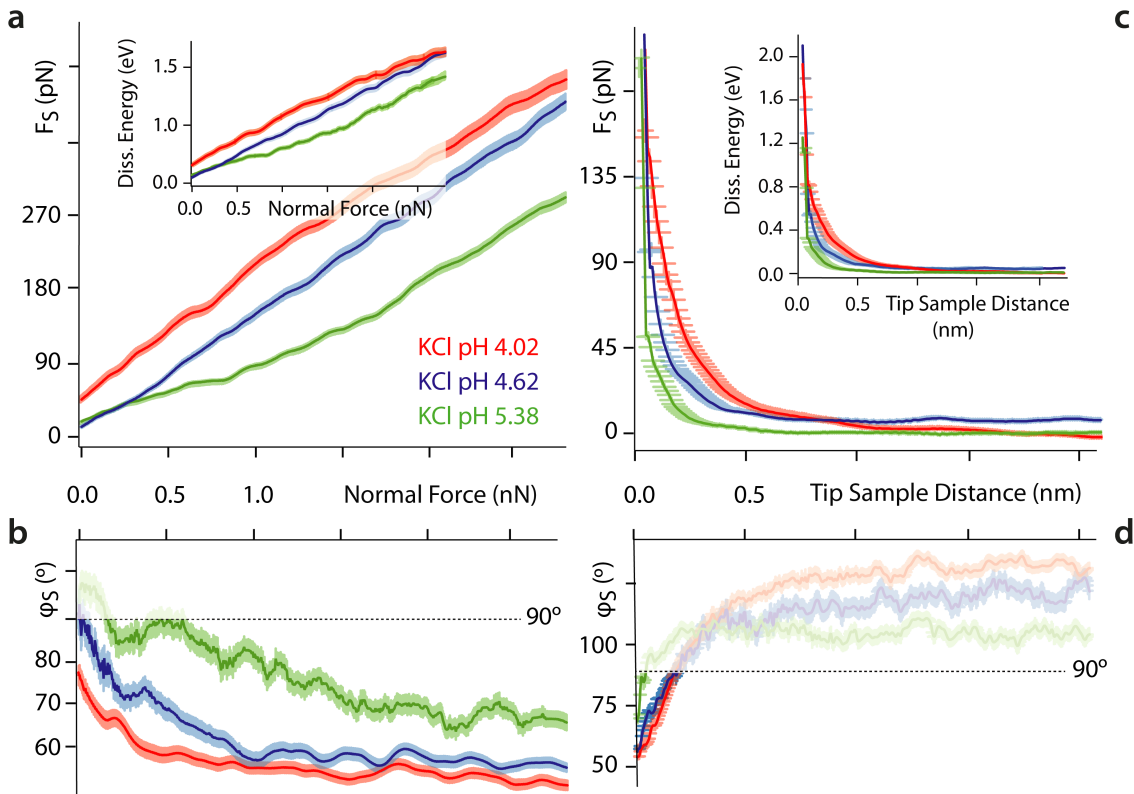 a
F_S (pN)
270
180
90
0
Diss. Energy (eV)
1.5
1.0
0.0
0.0
0.5
Normal Force (nN)
KCl pH 4.02
KCl pH 4.62
KCl pH 5.38
0.0
0.5
1.0
Normal Force (nN)
c
F_S (pN)
135
90
45
0
Diss. Energy (eV)
2.0
1.6
1.2
0.8
0.4
0.0
0.0
0.5
Tip Sample Distance
(nm)
0.0
0.5
Tip Sample Distance (nm)
b
φ_S (º)
80
70
60
90º
d
φ_S (º)
100
75
50
90º